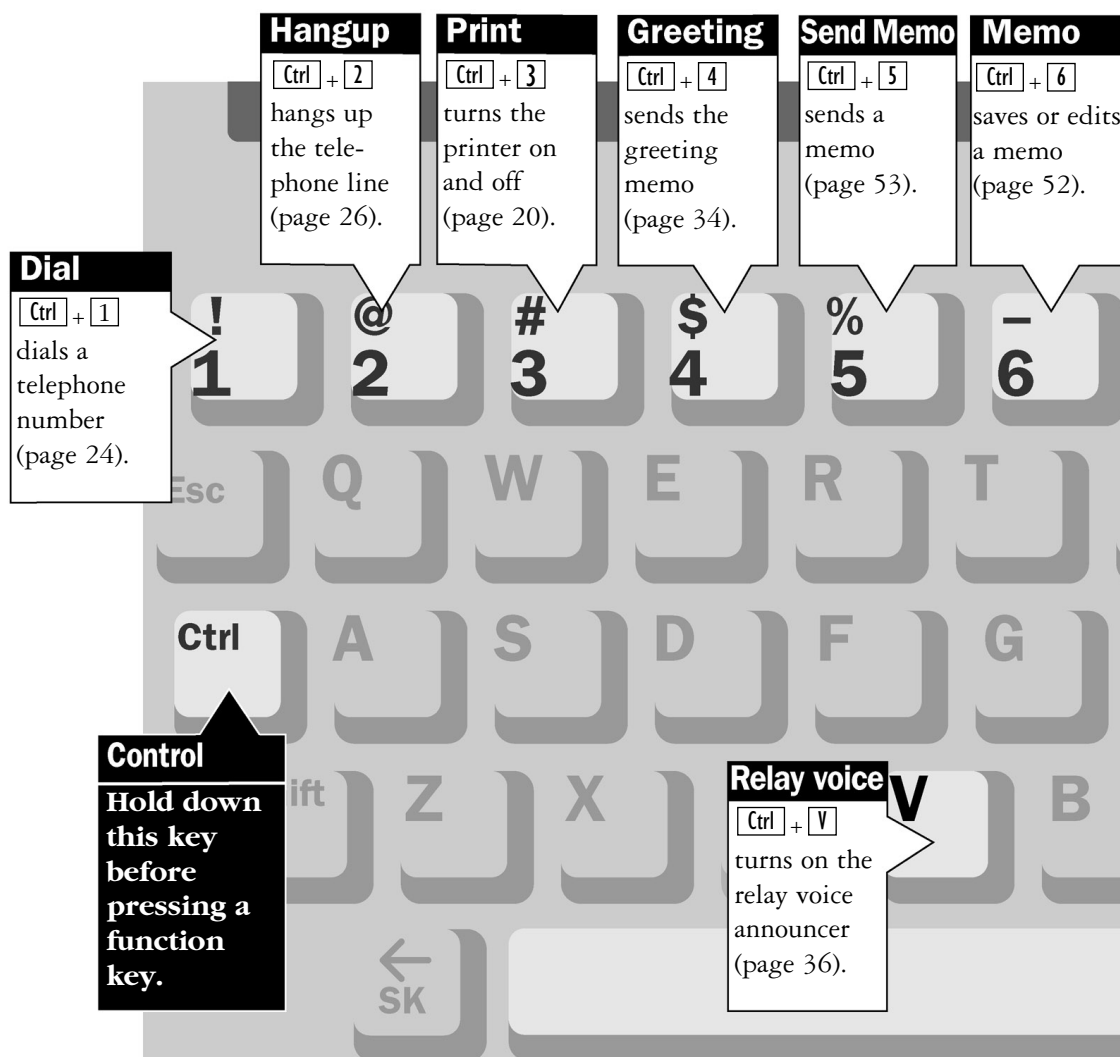 Hangup
Ctrl + 2
hangs up
the tele-
phone line
(page 26).
Print
Ctrl + 3
turns the
printer on
and off
(page 20).
Greeting
Ctrl + 4
sends the
greeting
memo
(page 34).
Send Memo
Ctrl + 5
sends a
memo
(page 53).
Memo
Ctrl + 6
saves or edits
a memo
(page 52).
Dial
Ctrl + 1
dials a
telephone
number
(page 24).
!
1
@
2
#
3
$
4
%
5
–
6
Esc
Q
W
E
R
T
Ctrl
A
S
D
F
G
Control
Hold down
this key
before
pressing a
function
key.
ift
Z
X
Relay voice
Ctrl + V
turns on the
relay voice
announcer
(page 36).
V
B
←
SK